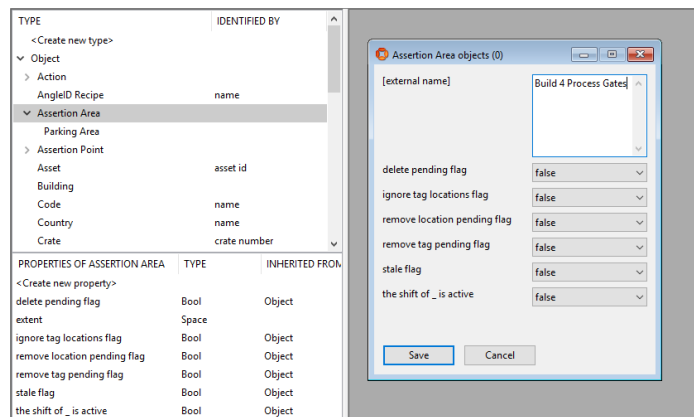 TYPE IDENTIFIED BY
<Create new type>
Object
Action
AngleID Recipe name
Assertion Area
Parking Area
Assertion Point
Asset asset id
Building
Code name
Country name
Crate crate number
PROPERTIES OF ASSERTION AREA TYPE INHERITED FROM
<Create new property>
delete pending flag Bool Object
extent Space
ignore tag locations flag Bool Object
remove location pending flag Bool Object
remove tag pending flag Bool Object
stale flag Bool Object
the shift of _ is active Bool Object
Assertion Area objects (0)
[external name] Build 4 Process Gates
delete pending flag false
ignore tag locations flag false
remove location pending flag false
remove tag pending flag false
stale flag false
the shift of _ is active false
Save Cancel